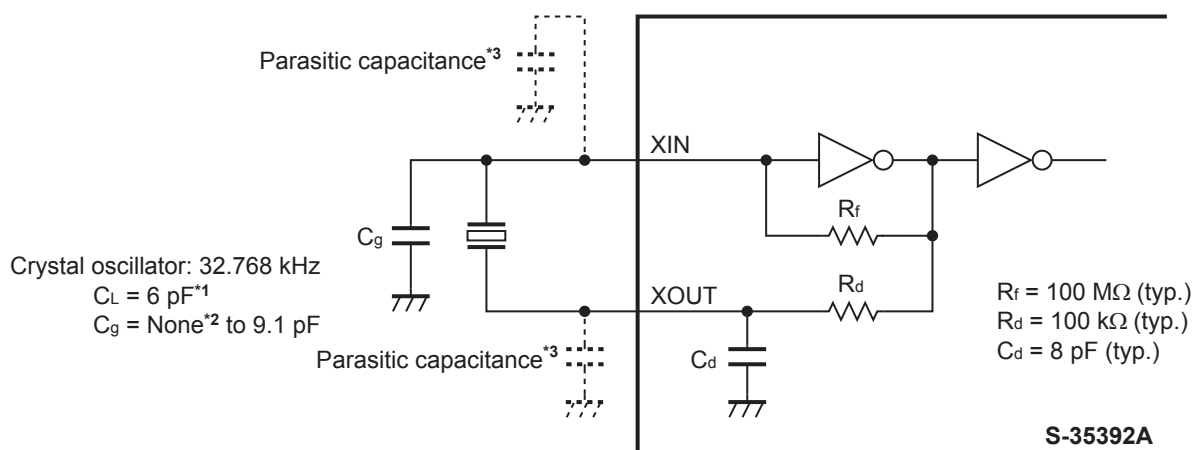 Parasitic capacitance*3
XIN
Rf
Cg
Crystal oscillator: 32.768 kHz
CL = 6 pF*1
Cg = None*2 to 9.1 pF
XOUT
Rd
Parasitic capacitance*3
Cd
Rf = 100 MΩ (typ.)
Rd = 100 kΩ (typ.)
Cd = 8 pF (typ.)
S-35392A